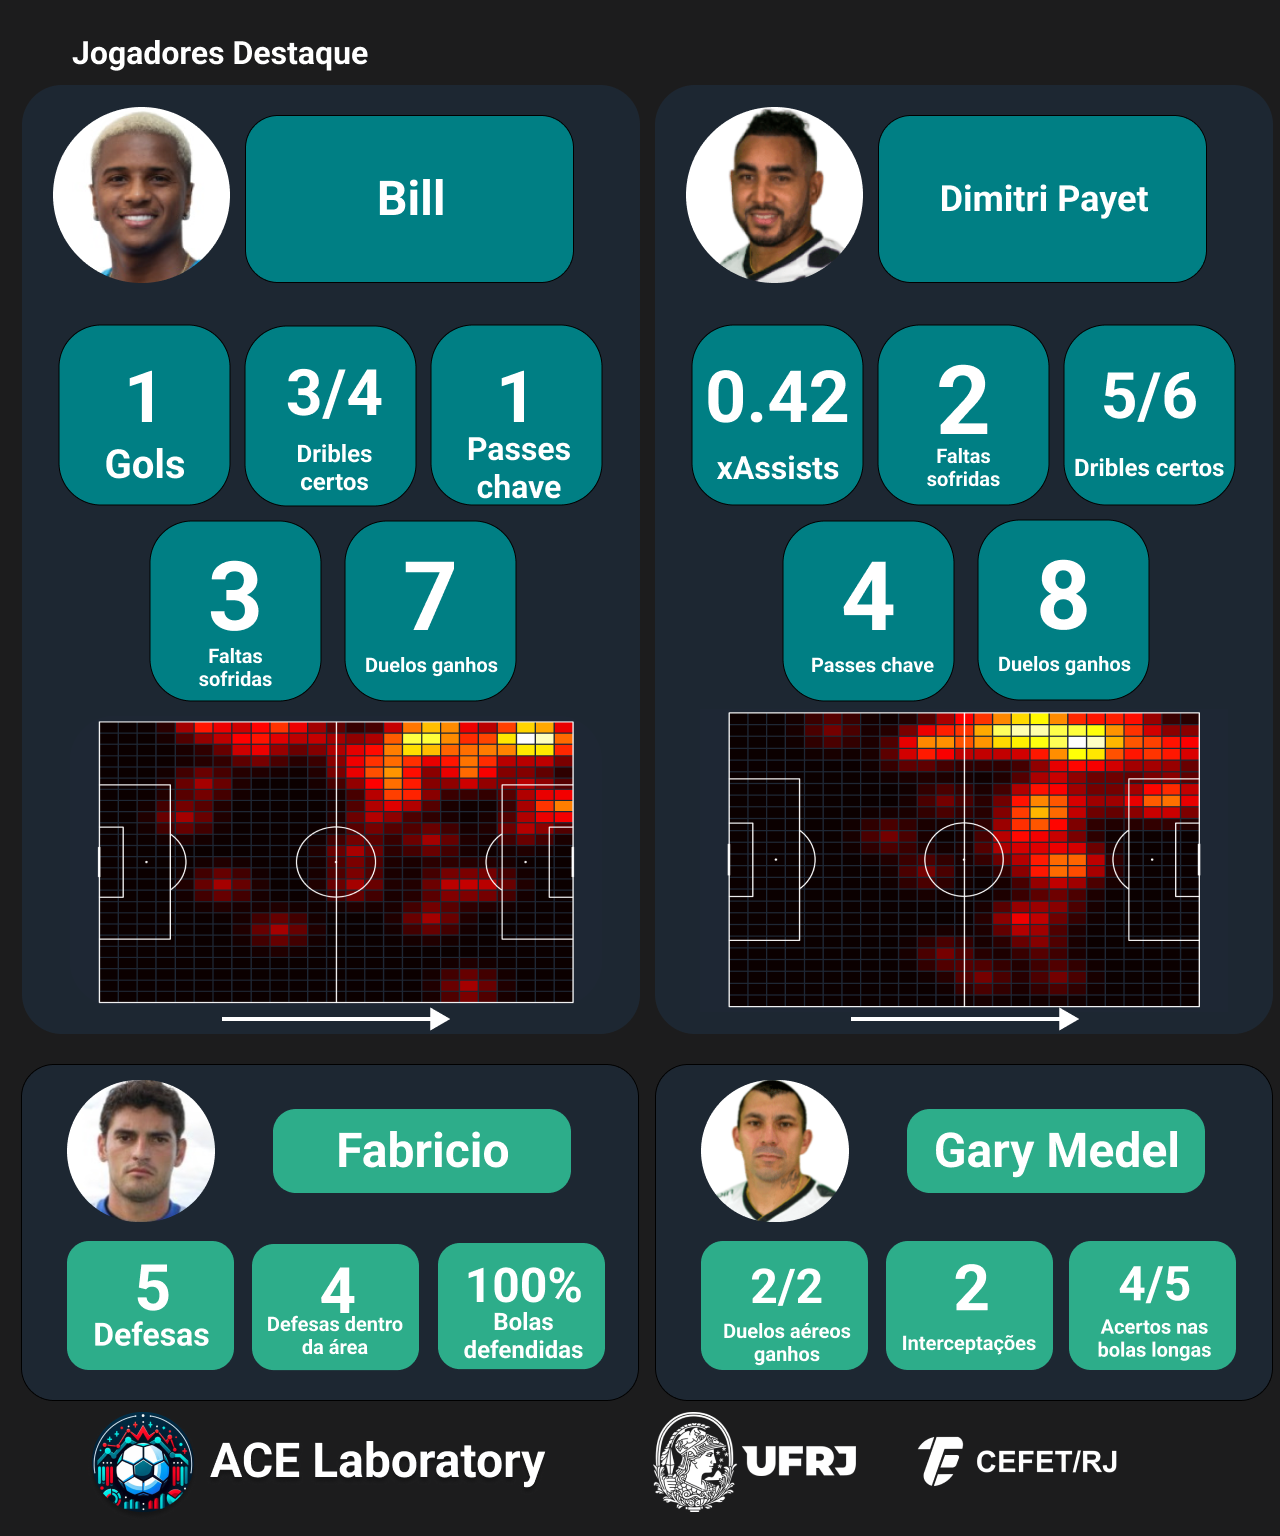 Jogadores Destaque
Bill
1
Gols
3/4
Dribles
certos
1
Passes
chave
3
Faltas
sofridas
7
Duelos ganhos
Dimitri Payet
0.42
xAssists
2
Faltas
sofridas
5/6
Dribles certos
4
Passes chave
8
Duelos ganhos
Fabricio
5
Defesas
4
Defesas dentro
da área
100%
Bolas
defendidas
Gary Medel
2/2
Duelos aéreos
ganhos
2
Interceptações
4/5
Acertos nas
bolas longas
ACE Laboratory
UFRJ
CEFET/RJ